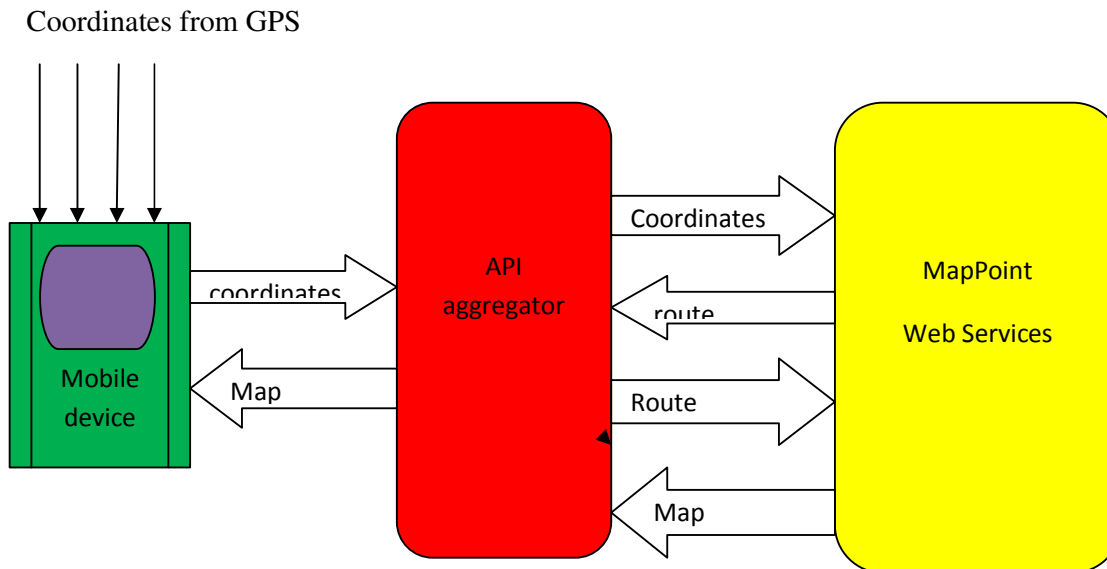 Coordinates from GPS
Coordinates
API
aggregator
MapPoint
Web Services
coordinates
route
Mobile
device
Map
Route
Map